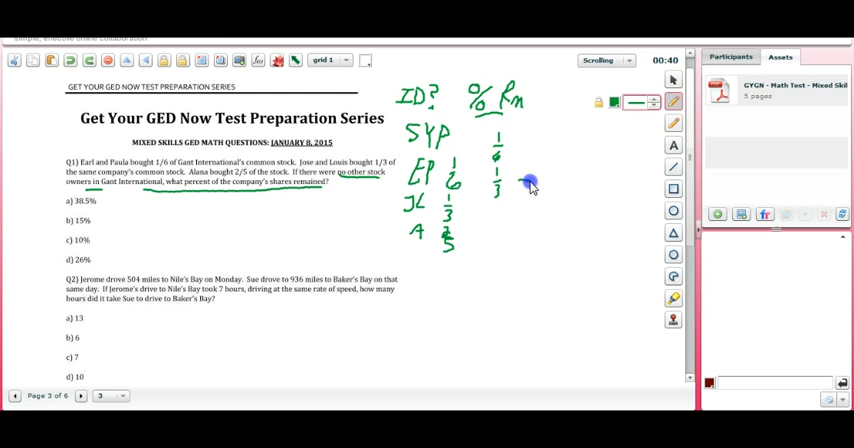 simple, effective online collaboration
grid 1
Scrolling
00:40
Participants
Assets
GYGN - Math Test - Mixed Skil
5 pages
GET YOUR GED NOW TEST PREPARATION SERIES
Get Your GED Now Test Preparation Series
MIXED SKILLS GED MATH QUESTIONS: JANUARY 8, 2015
Q1) Earl and Paula bought 1/6 of Gant International's common stock. Jose and Louis bought 1/3 of
the same company's common stock. Alana bought 2/5 of the stock. If there were no other stock
owners in Gant International, what percent of the company's shares remained?
a) 38.5%
b) 15%
c) 10%
d) 26%
Q2) Jerome drove 504 miles to Nile's Bay on Monday. Sue drove to 936 miles to Baker's Bay on that
same day. If Jerome's drive to Nile's Bay took 7 hours, driving at the same rate of speed, how many
hours did it take Sue to drive to Baker's Bay?
a) 13
b) 6
c) 7
d) 10
ID? % Rm
SYP
EP 1/6
JL 1/3
A 2/5
1/6
1/3
A
Page 3 of 6
3